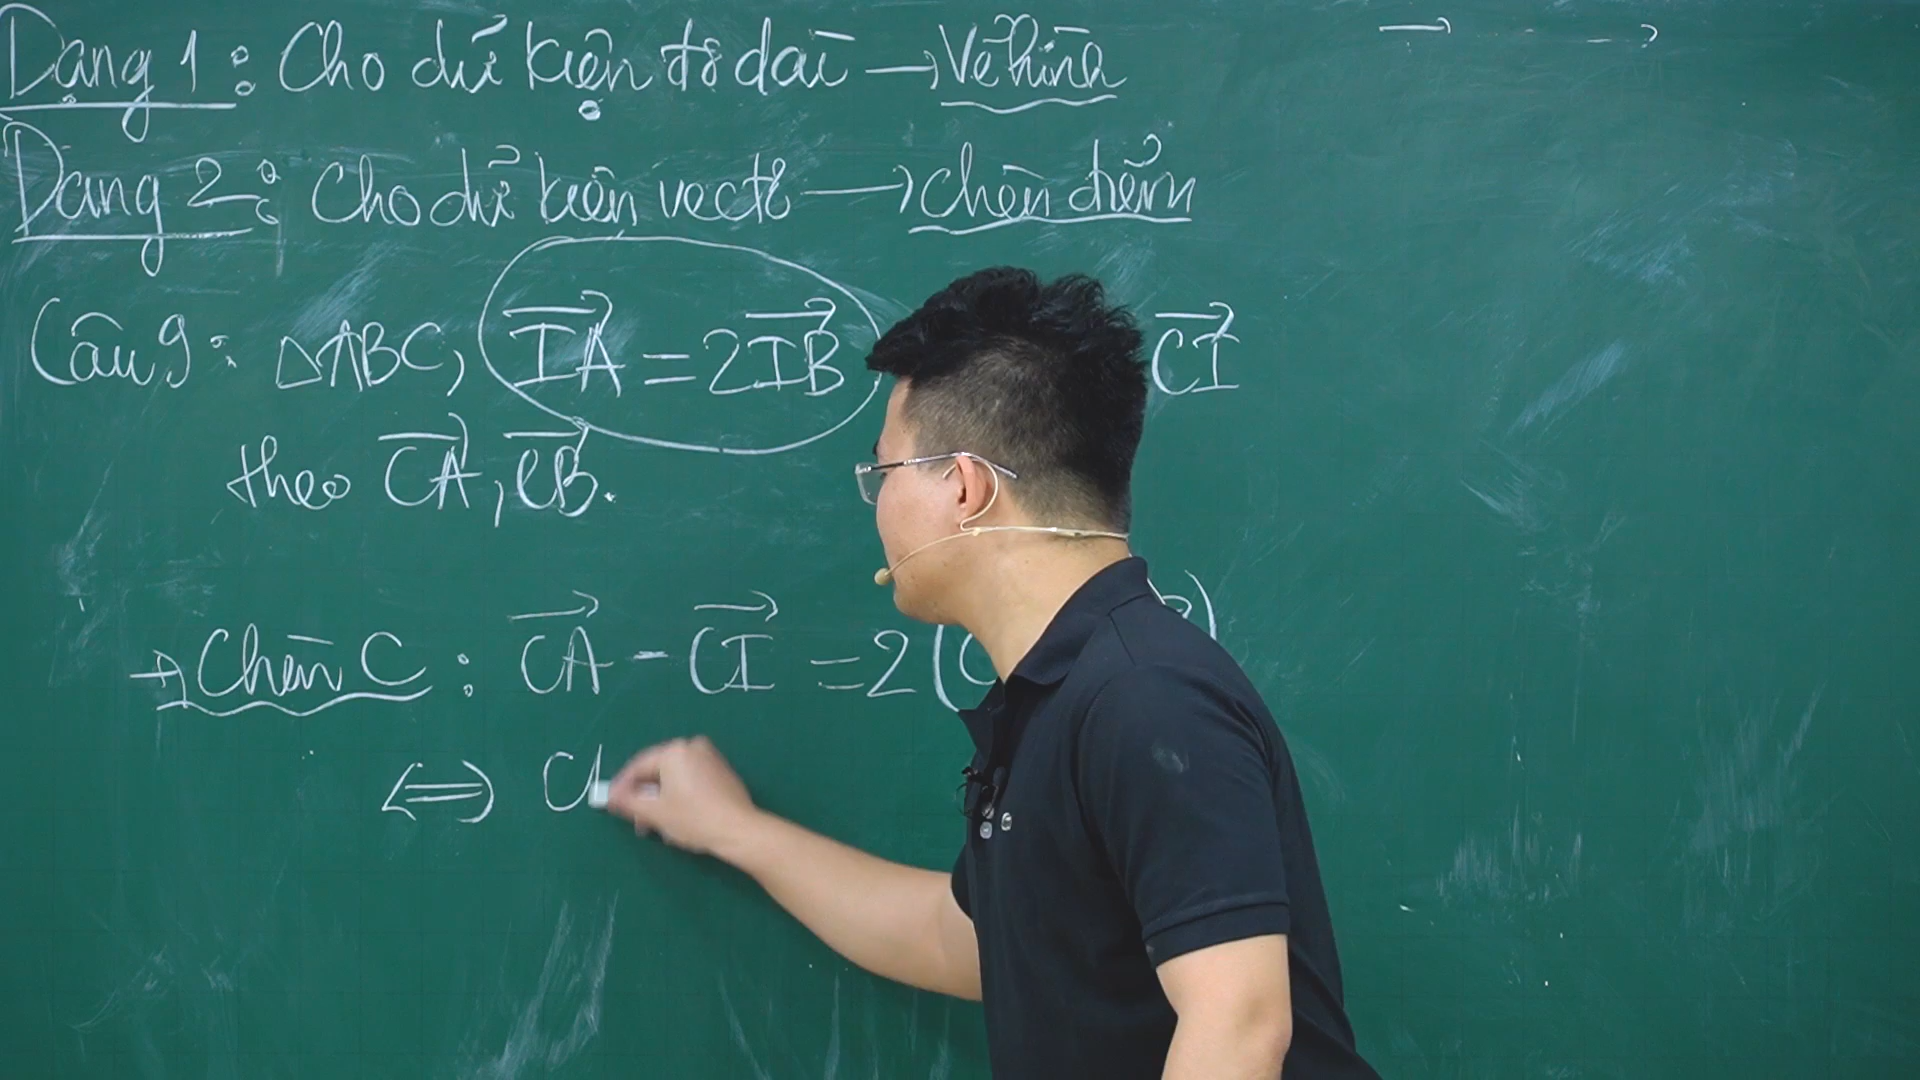 Dạng 1: Cho dữ kiện độ dài → Vẽ hình
Dạng 2: Cho dữ kiện vectơ → chèn điểm
Câu 9: △ABC, IA = 2IB CI
theo CA, CB.
→ Chèn C: CA - CI = 2(C )
⇔ C